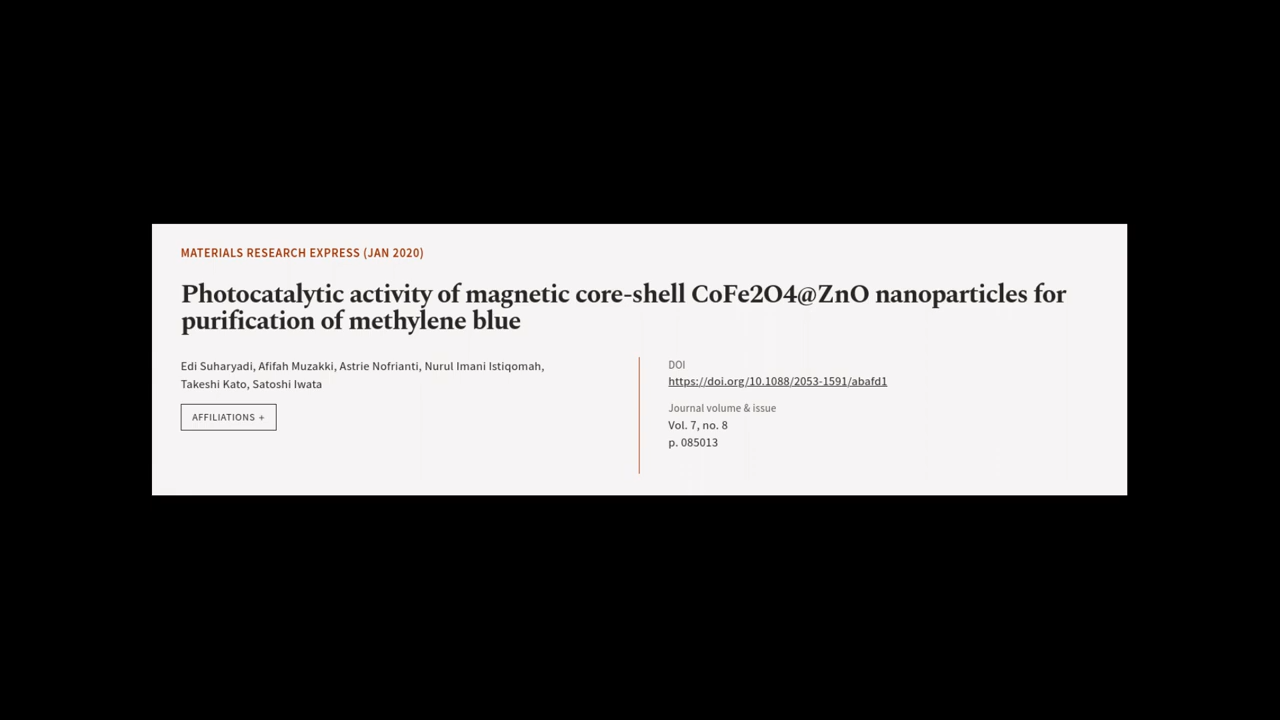 MATERIALS RESEARCH EXPRESS (JAN 2020)
Photocatalytic activity of magnetic core-shell CoFe2O4@ZnO nanoparticles for
purification of methylene blue
Edi Suharyadi, Afifah Muzakki, Astrie Nofrianti, Nurul Imani Istiqomah,
Takeshi Kato, Satoshi Iwata
AFFILIATIONS +
DOI
https://doi.org/10.1088/2053-1591/abafd1
Journal volume & issue
Vol. 7, no. 8
p. 085013